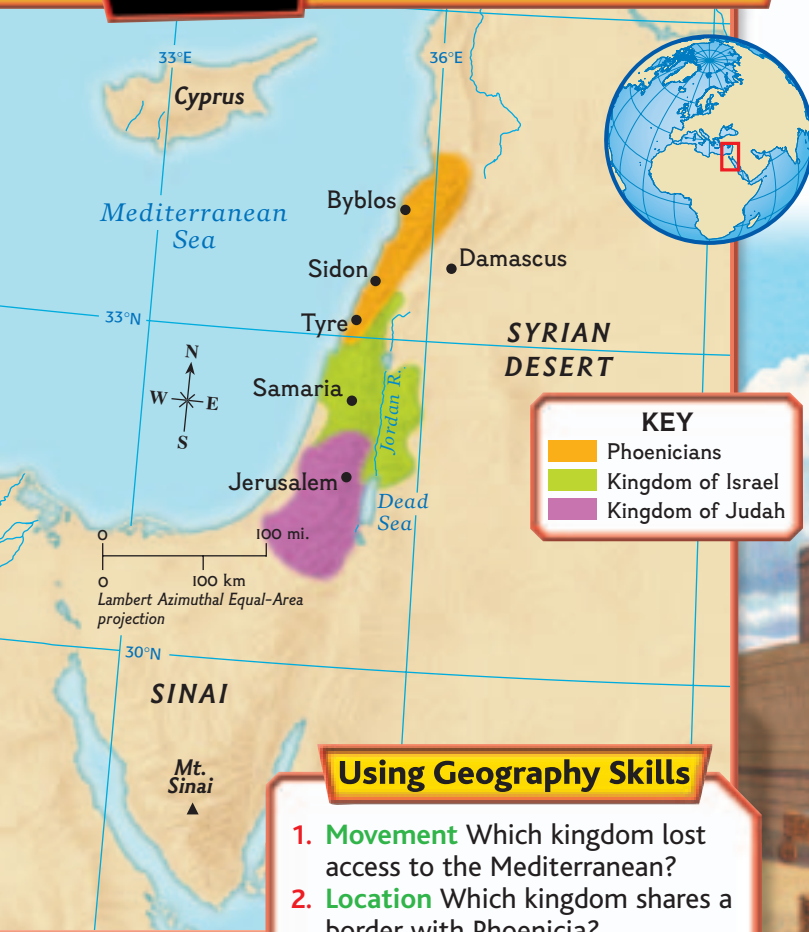 33°E
36°E
Cyprus
Byblos
Mediterranean
Sea
Damascus
Sidon
33°N
Tyre
SYRIAN
DESERT
N
W E
S
Samaria
Jordan R.
KEY
Phoenicians
Kingdom of Israel
Kingdom of Judah
Jerusalem
Dead
Sea
0 100 mi.
0 100 km
Lambert Azimuthal Equal-Area
projection
30°N
SINAI
Mt.
Sinai
Using Geography Skills
1. Movement Which kingdom lost
access to the Mediterranean?
2. Location Which kingdom shares a
border with Phoenicia?